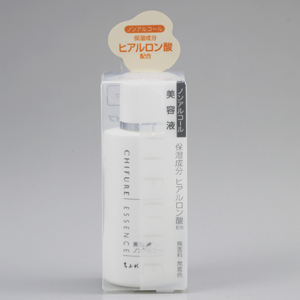 ノンアルコール
保湿成分
ヒアルロン酸
配合
ノンアルコール
美容液
保湿成分 ヒアルロン酸 配合
無香料・無着色
CHIFURE ESSENCE
ちふれ